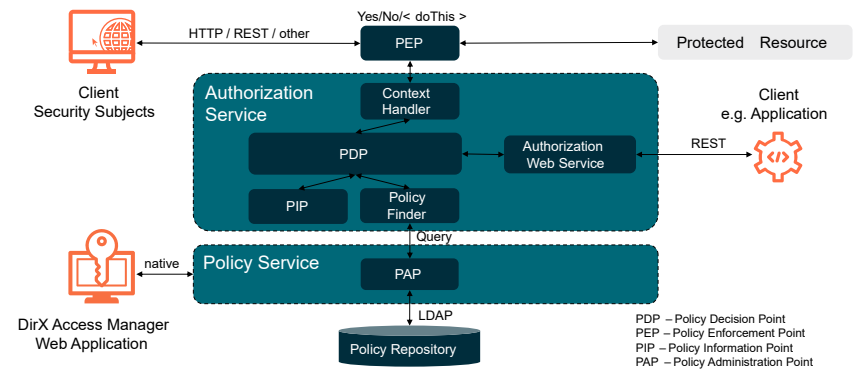 Yes/No/< doThis >
HTTP / REST / other
PEP
Protected Resource
Client
Security Subjects
Authorization
Service
Context
Handler
Client
e.g. Application
PDP
Authorization
Web Service
REST
PIP
Policy
Finder
Query
Policy Service
native
PAP
DirX Access Manager
Web Application
LDAP
Policy Repository
PDP – Policy Decision Point
PEP – Policy Enforcement Point
PIP – Policy Information Point
PAP – Policy Administration Point